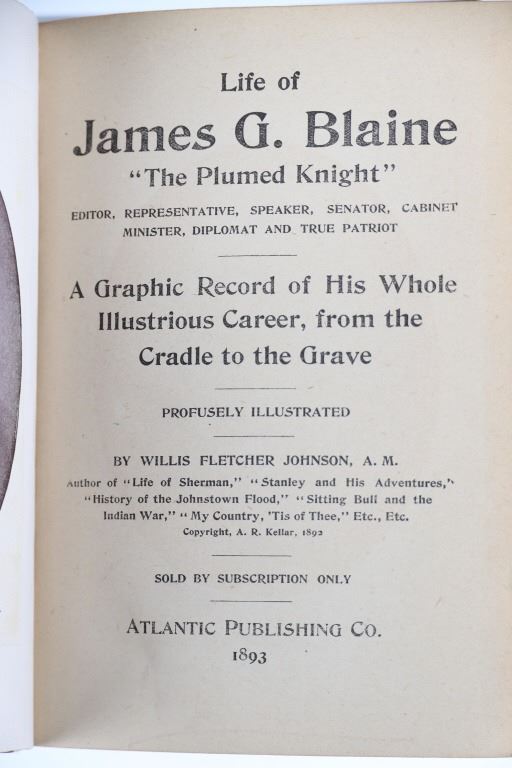 Life of
James G. Blaine
"The Plumed Knight"
EDITOR, REPRESENTATIVE, SPEAKER, SENATOR, CABINET
MINISTER, DIPLOMAT AND TRUE PATRIOT
A Graphic Record of His Whole
Illustrious Career, from the
Cradle to the Grave
PROFUSELY ILLUSTRATED
BY WILLIS FLETCHER JOHNSON, A. M.
Author of "Life of Sherman," "Stanley and His Adventures,"
"History of the Johnstown Flood," "Sitting Bull and the
Indian War," "My Country, 'Tis of Thee," Etc., Etc.
Copyright, A. R. Kellar, 1892
SOLD BY SUBSCRIPTION ONLY
ATLANTIC PUBLISHING CO.
1893